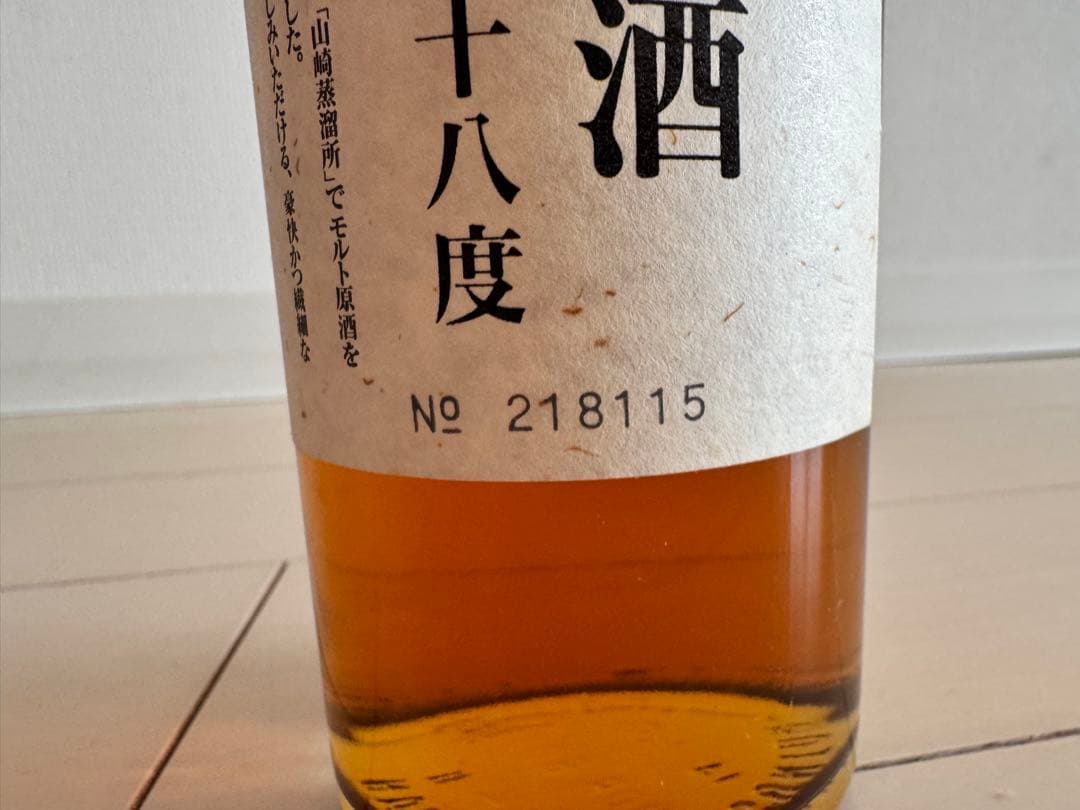 酒
十八度
「山崎蒸溜所」でモルト原酒を
した。
しみいただける、豪快かつ繊細な
№ 218115